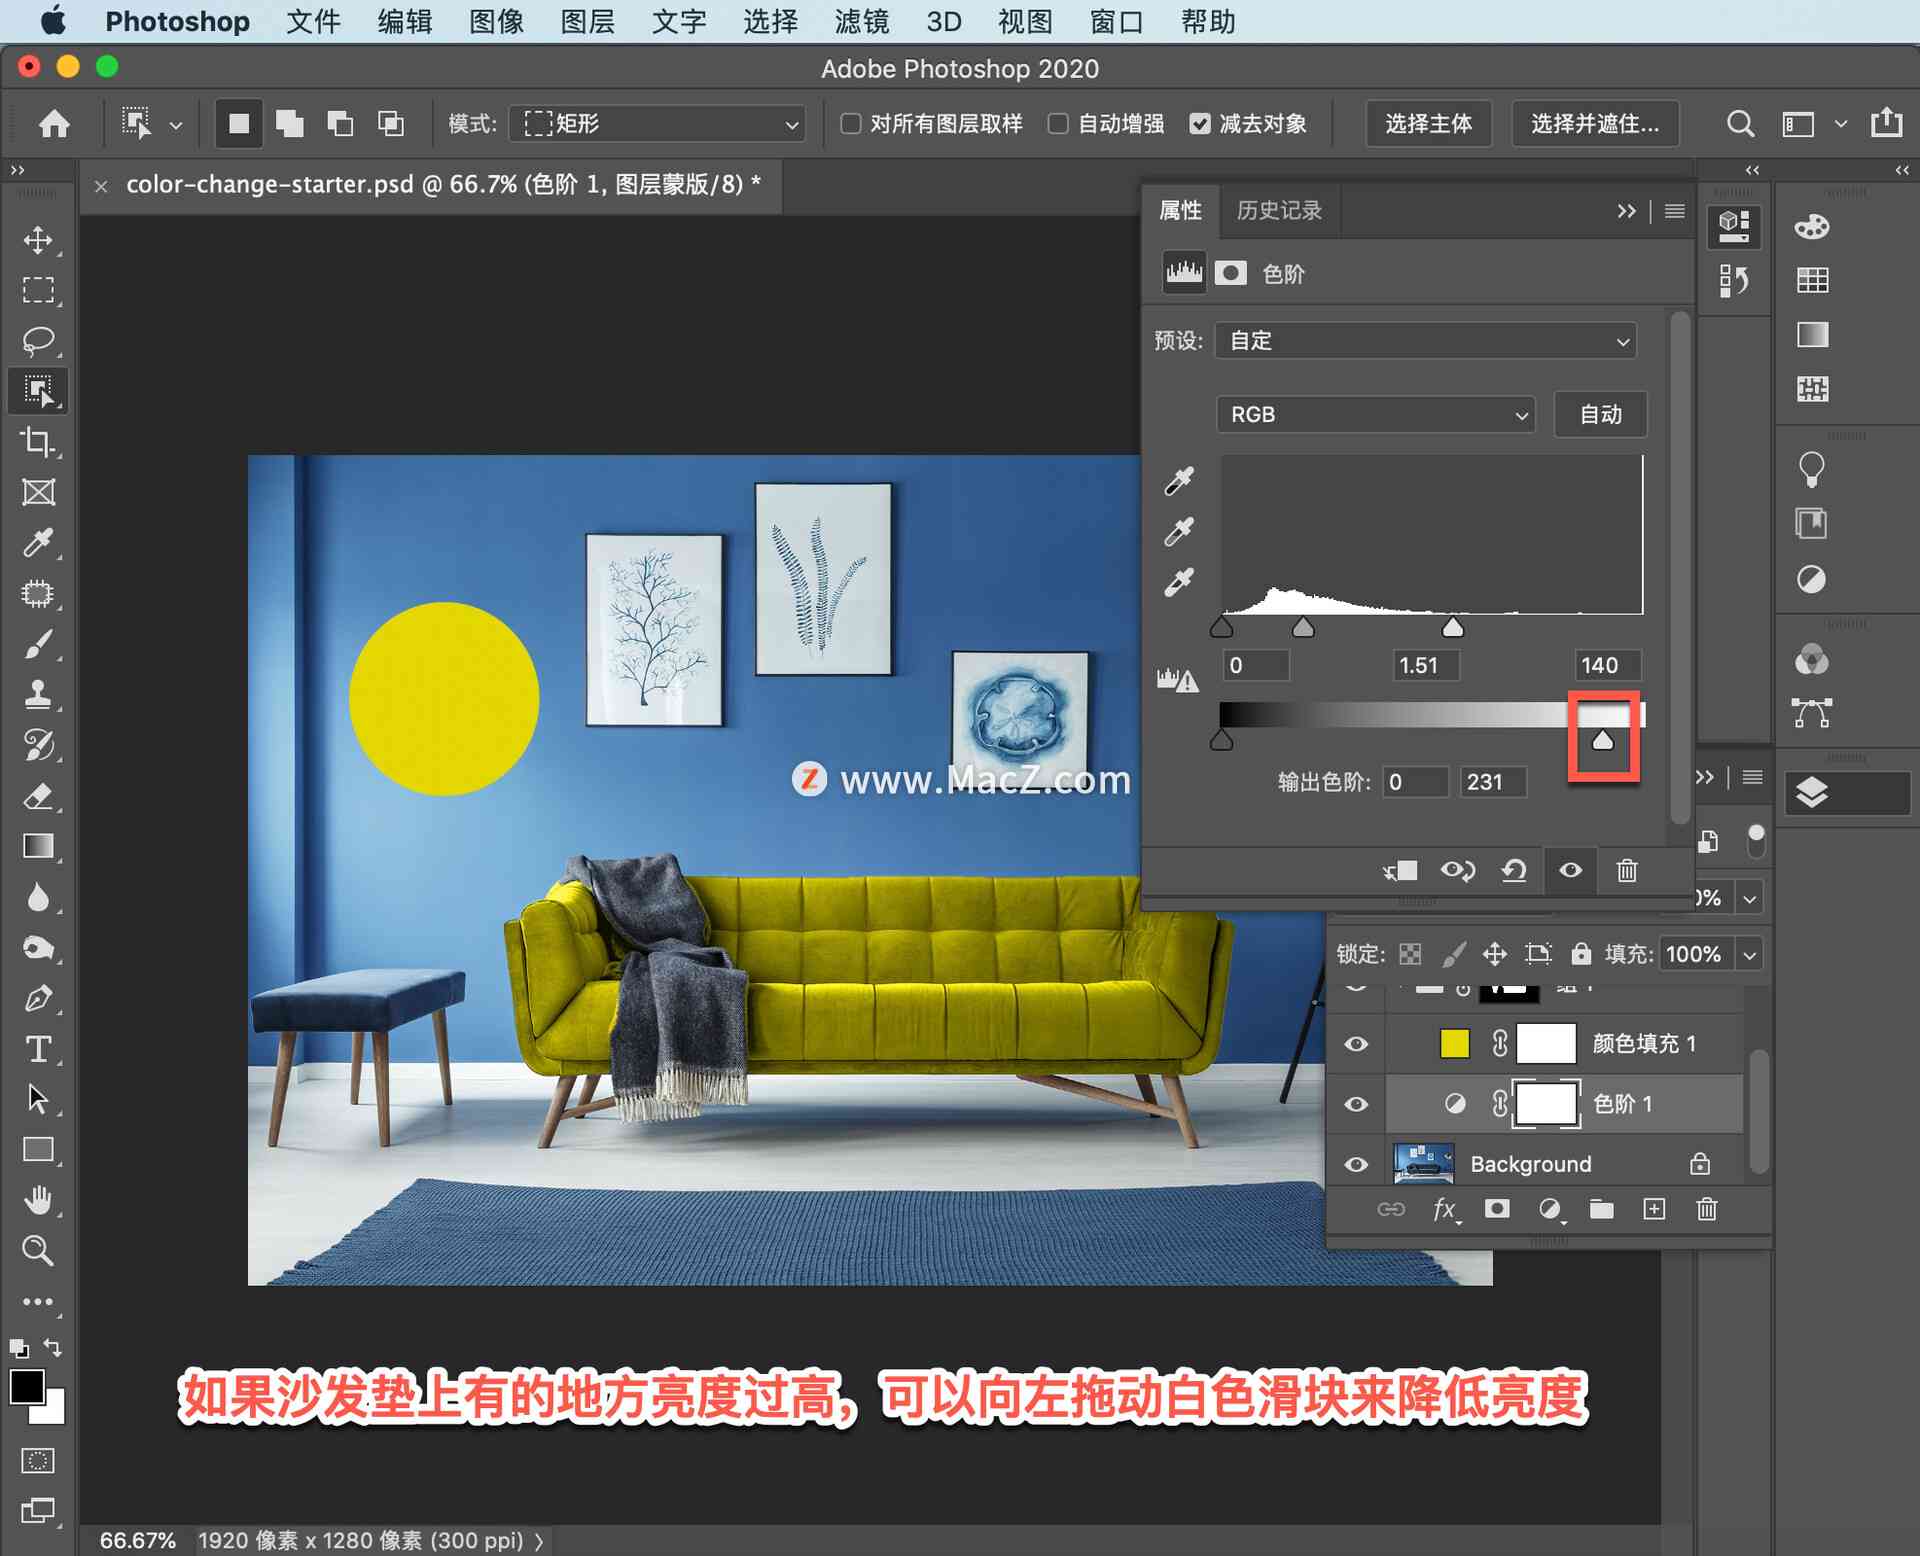 Photoshop 文件 编辑 图像 图层 文字 选择 滤镜 3D 视图 窗口 帮助
Adobe Photoshop 2020
模式: 矩形 对所有图层取样 自动增强 减去对象 选择主体 选择并遮住...
color-change-starter.psd @ 66.7% (色阶 1, 图层蒙版/8) *
属性 历史记录
色阶
预设: 自定
RGB 自动
0 1.51 140
输出色阶: 0 231
Z www.MacZ.com
0%
锁定: 填充: 100%
颜色填充 1
色阶 1
Background
fx
如果沙发垫上有的地方亮度过高，可以向左拖动白色滑块来降低亮度
66.67% 1920 像素 x 1280 像素 (300 ppi)